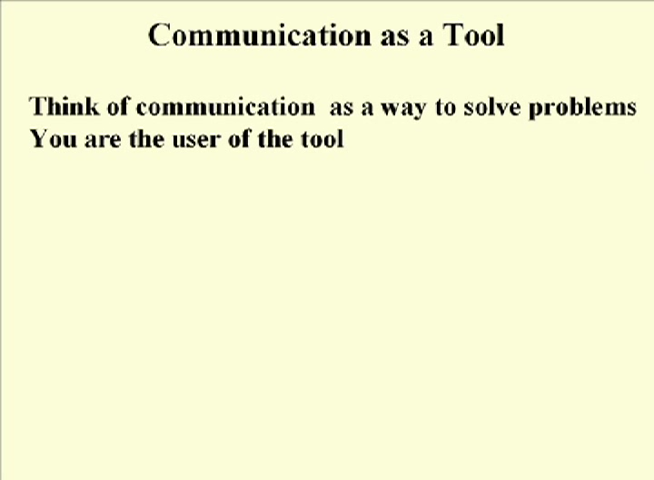 Communication as a Tool
Think of communication  as a way to solve problems
You are the user of the tool